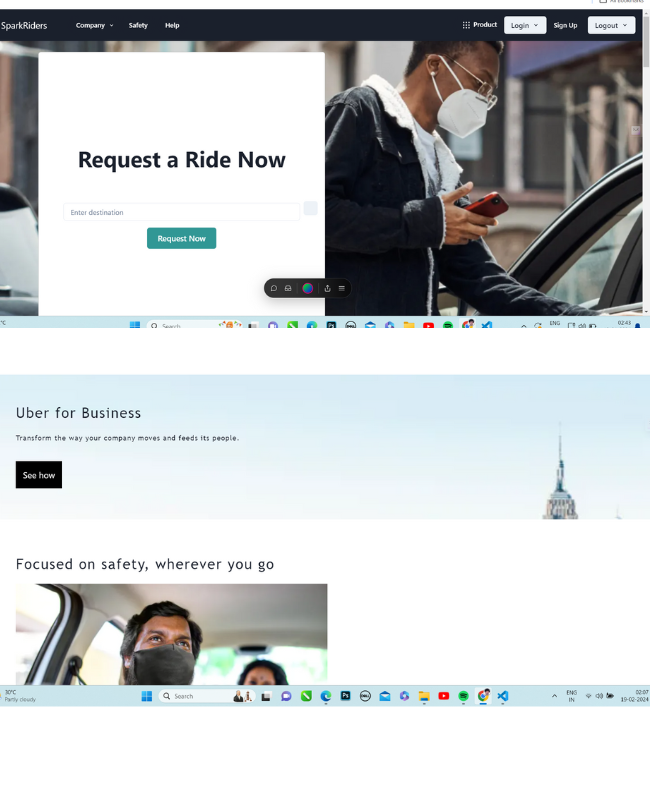 All Bookmarks
SparkRiders Company Safety Help Product Login Sign Up Logout
Request a Ride Now
Enter destination
Request Now
°C Search ENG 02:43
Uber for Business
Transform the way your company moves and feeds its people.
See how
Focused on safety, wherever you go
30°C
Partly cloudy
Search
ENG
IN
02:07
19-02-2024